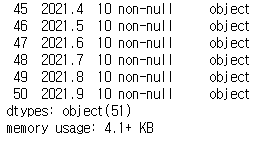 45 2021.4 10 non-null object
46 2021.5 10 non-null object
47 2021.6 10 non-null object
48 2021.7 10 non-null object
49 2021.8 10 non-null object
50 2021.9 10 non-null object
dtypes: object(51)
memory usage: 4.1+ KB